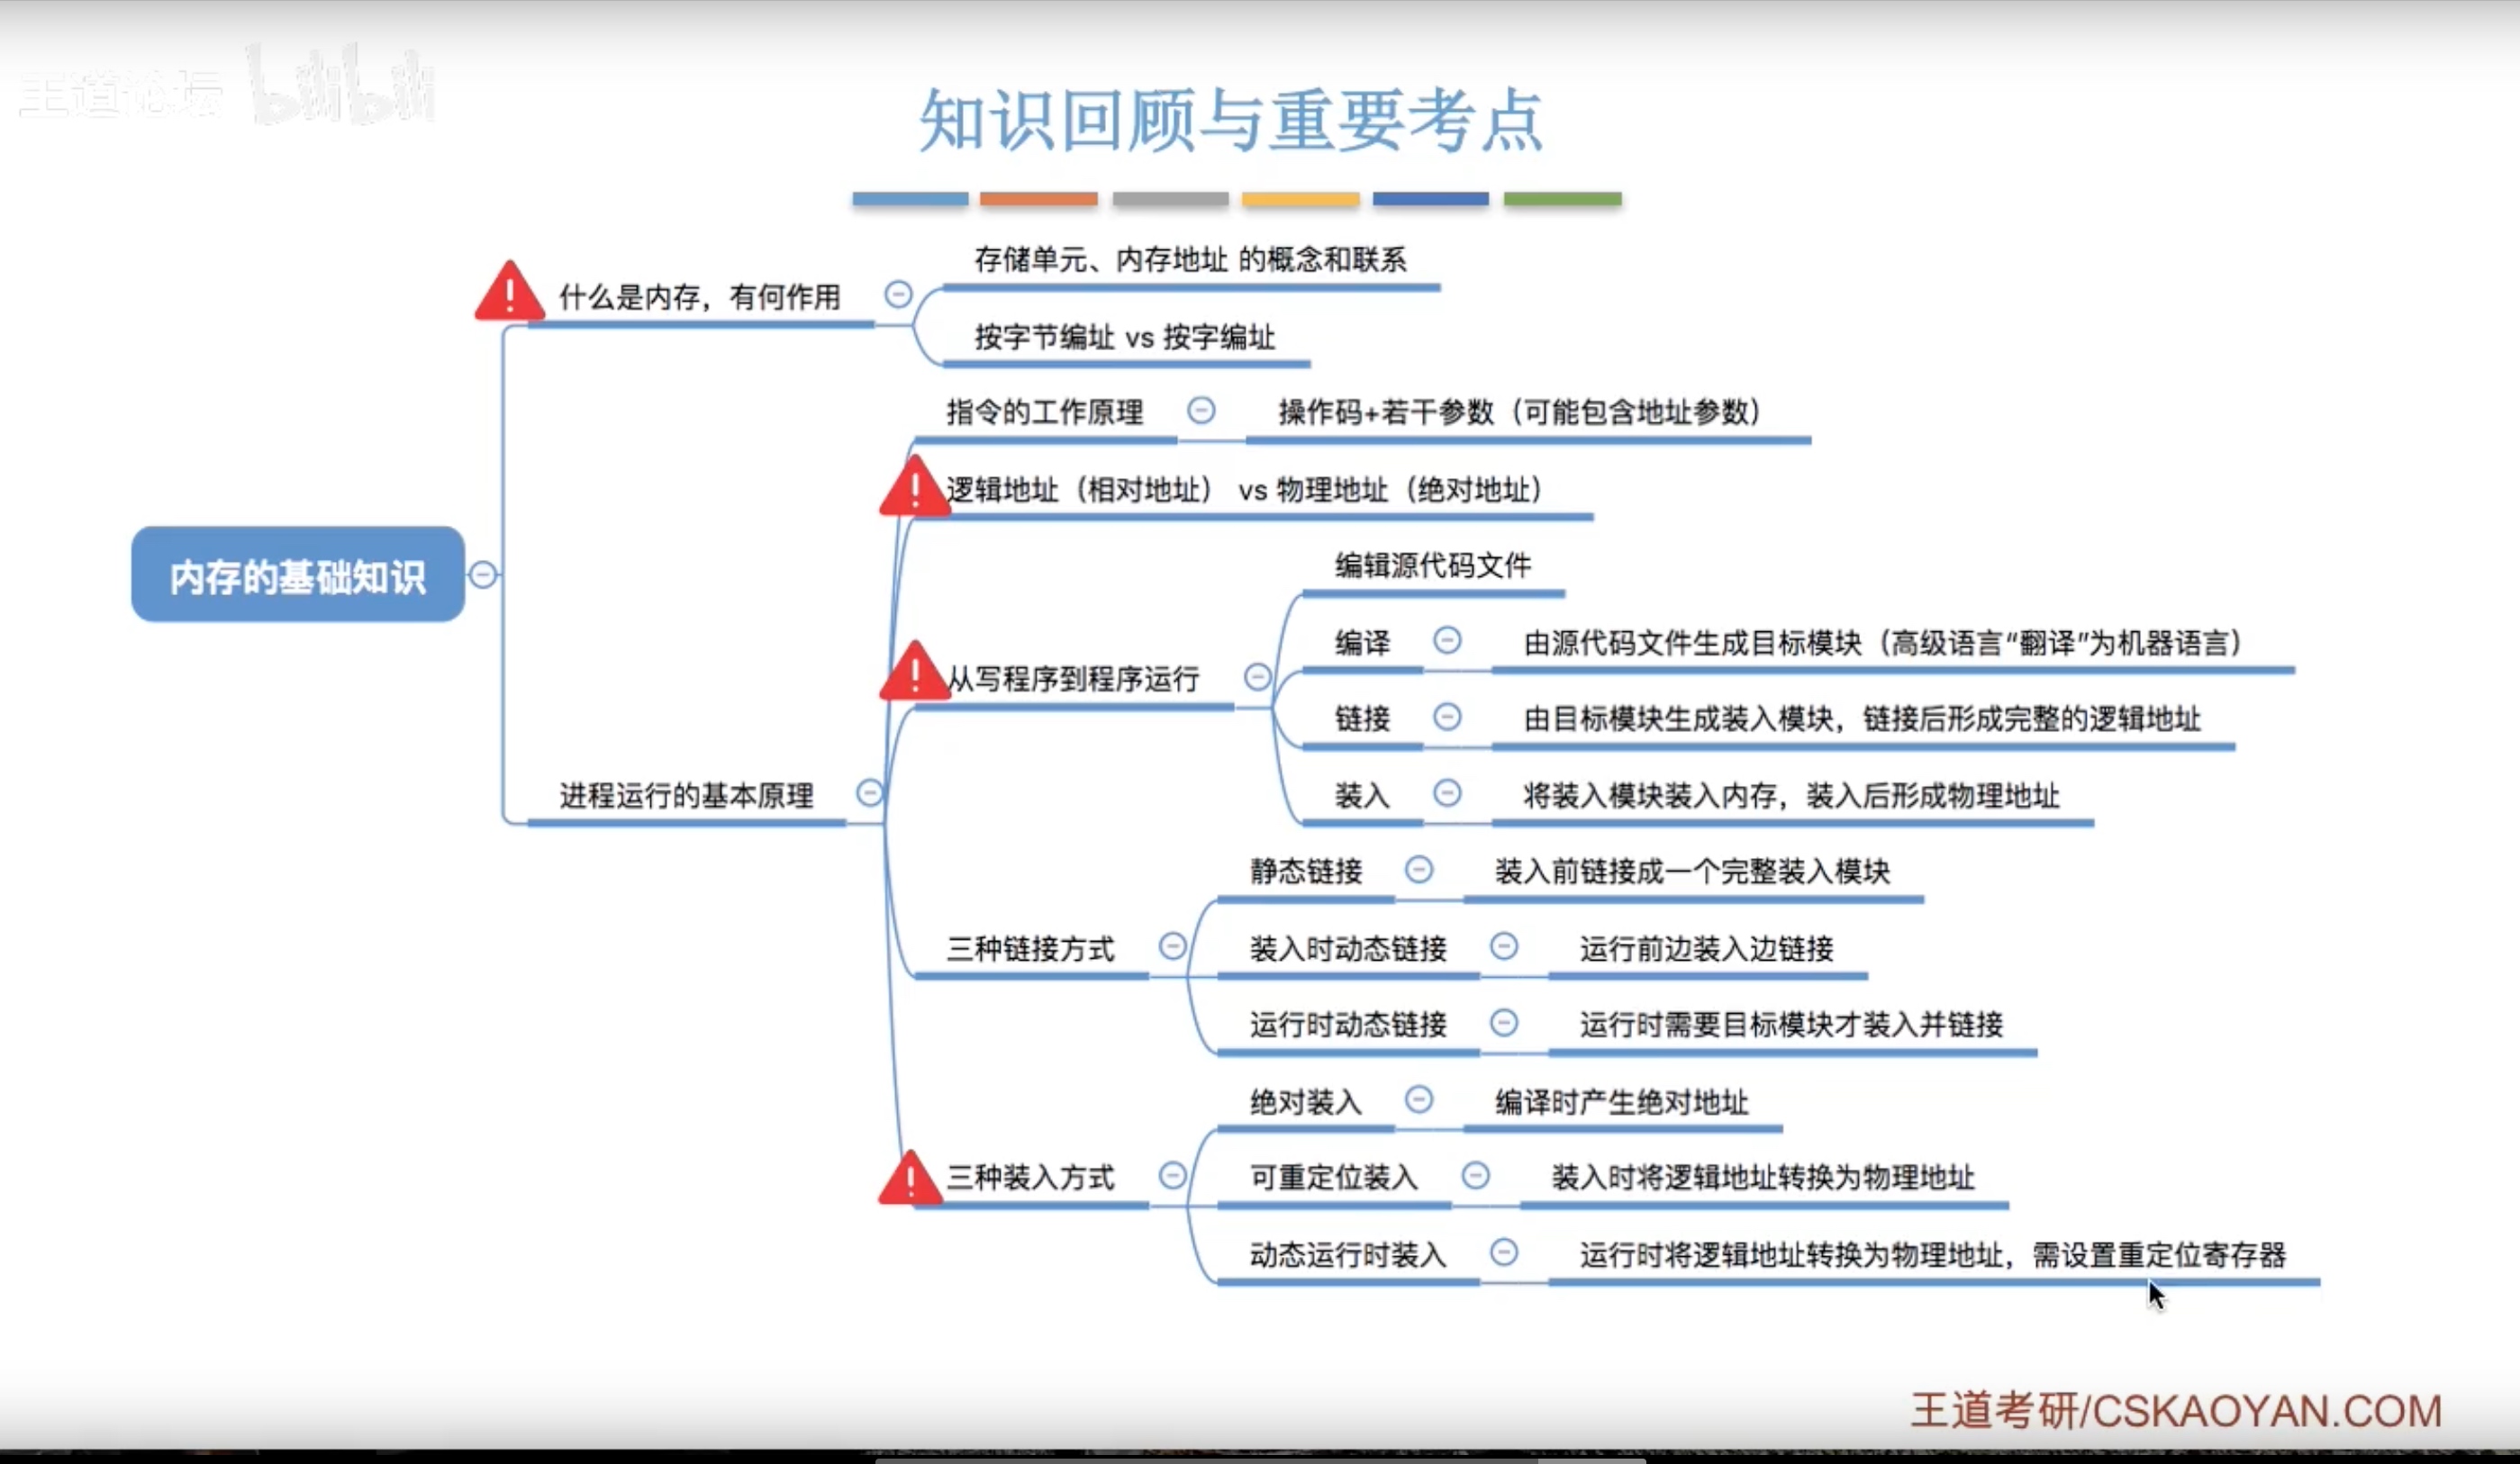 王道论坛 bilibili
知识回顾与重要考点
内存的基础知识
什么是内存，有何作用
存储单元、内存地址 的概念和联系
按字节编址 vs 按字编址
进程运行的基本原理
指令的工作原理
操作码+若干参数（可能包含地址参数）
逻辑地址（相对地址） vs 物理地址（绝对地址）
从写程序到程序运行
编辑源代码文件
编译
由源代码文件生成目标模块（高级语言“翻译”为机器语言）
链接
由目标模块生成装入模块，链接后形成完整的逻辑地址
装入
将装入模块装入内存，装入后形成物理地址
三种链接方式
静态链接
装入前链接成一个完整装入模块
装入时动态链接
运行前边装入边链接
运行时动态链接
运行时需要目标模块才装入并链接
三种装入方式
绝对装入
编译时产生绝对地址
可重定位装入
装入时将逻辑地址转换为物理地址
动态运行时装入
运行时将逻辑地址转换为物理地址，需设置重定位寄存器
王道考研/CSKAOYAN.COM